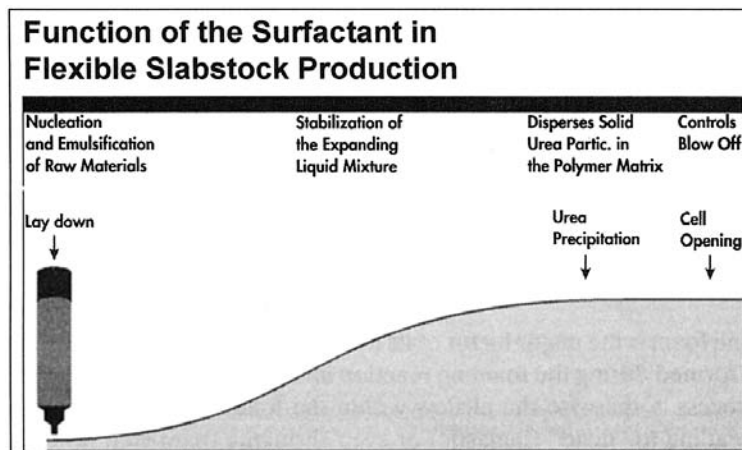 Function of the Surfactant in
Flexible Slabstock Production
Nucleation
and Emulsification
of Raw Materials
Stabilization of
the Expanding
Liquid Mixture
Disperses Solid
Urea Partic. in
the Polymer Matrix
Controls
Blow Off
Lay down
Urea
Precipitation
Cell
Opening